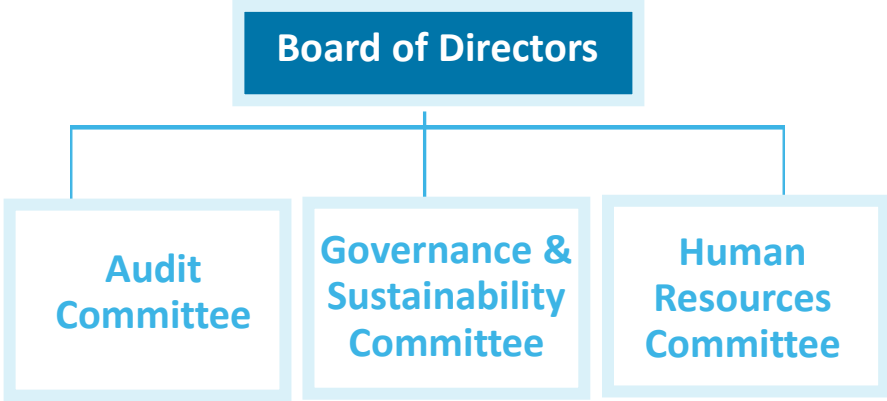 Board of Directors
Audit
Committee
Governance &
Sustainability
Committee
Human
Resources
Committee